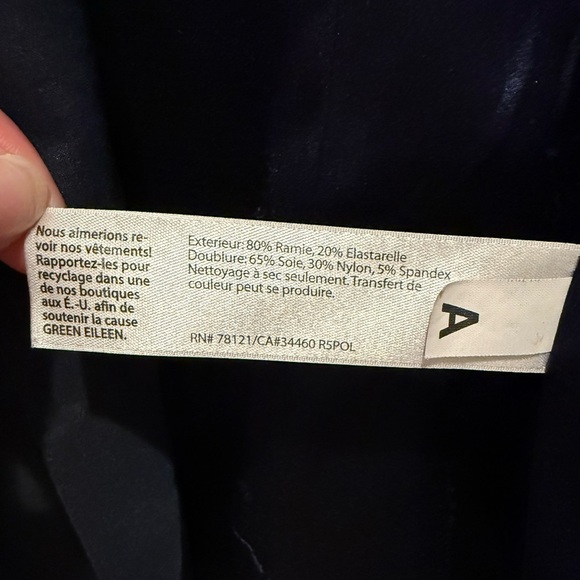 Nous aimerions re-
voir nos vêtements!
Rapportez-les pour
recyclage dans une
de nos boutiques
aux É.-U. afin de
soutenir la cause
GREEN EILEEN.
Exterieur: 80% Ramie, 20% Elastarelle
Doublure: 65% Soie, 30% Nylon, 5% Spandex
Nettoyage à sec seulement. Transfert de
couleur peut se produire.
RN# 78121/CA#34460 R5POL
A